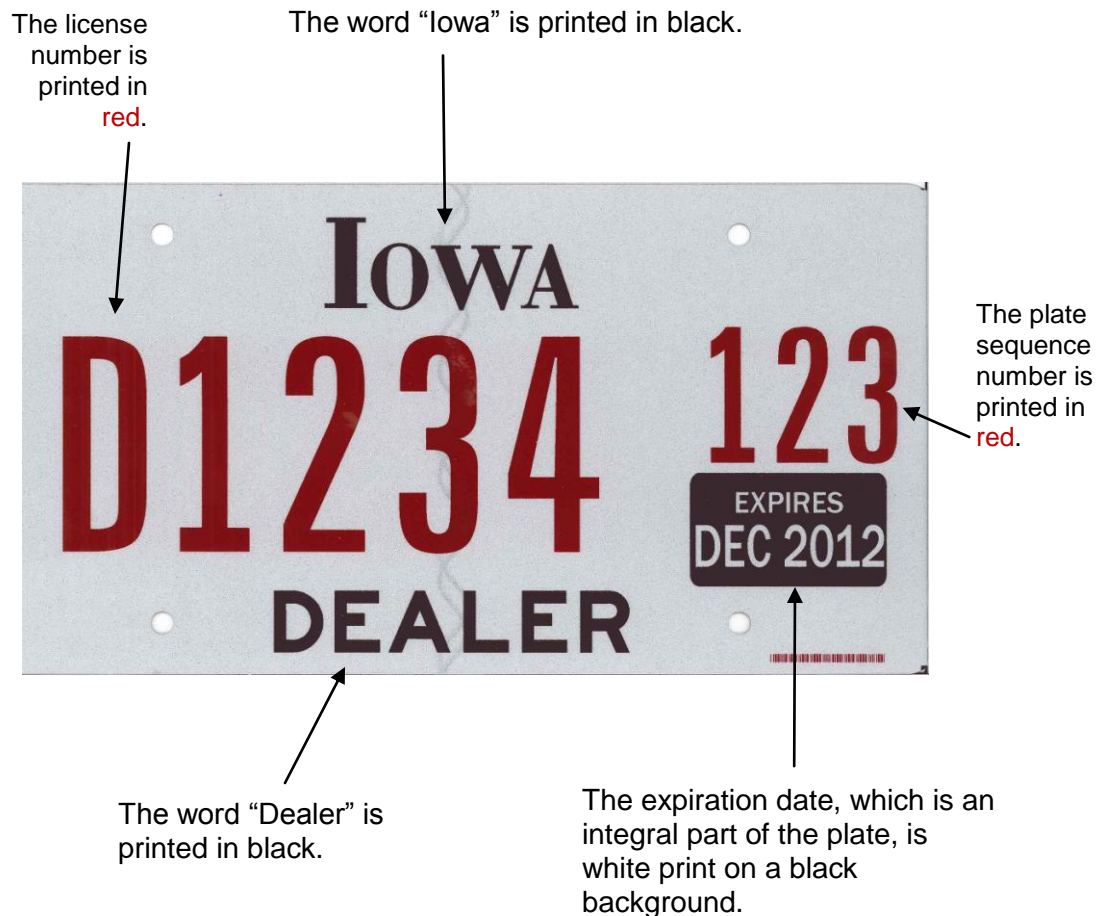 The license
number is
printed in
red.
The word “Iowa” is printed in black.
IOWA
D1234
123
EXPIRES
DEC 2012
DEALER
The plate
sequence
number is
printed in
red.
The word “Dealer” is
printed in black.
The expiration date, which is an
integral part of the plate, is
white print on a black
background.